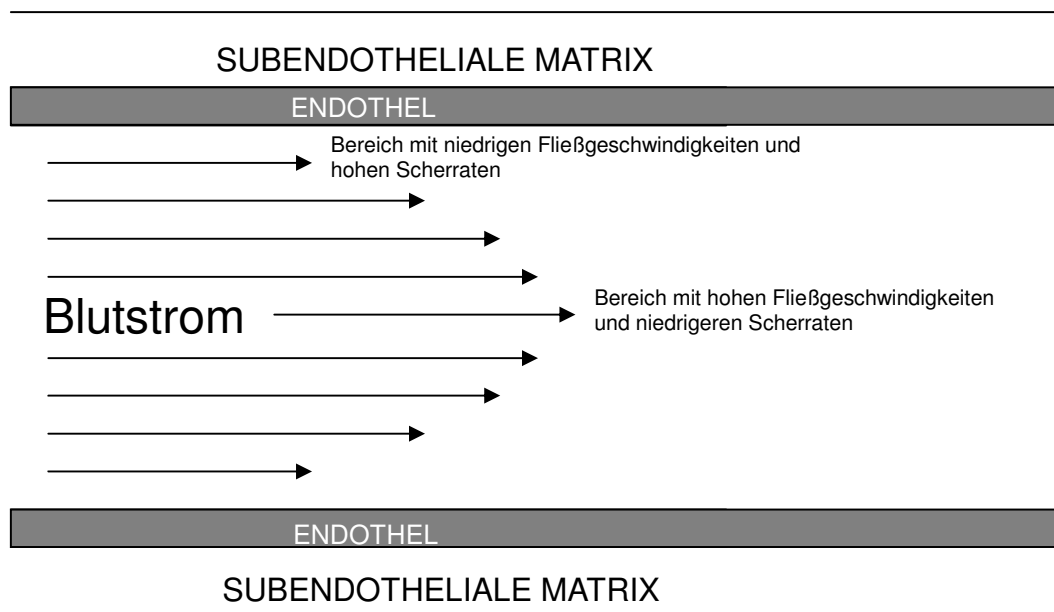 SUBENDOTHELIALE MATRIX
ENDOTHEL
Bereich mit niedrigen Fließgeschwindigkeiten und
hohen Scherraten
Bereich mit hohen Fließgeschwindigkeiten
und niedrigeren Scherraten
Blutstrom
ENDOTHEL
SUBENDOTHELIALE MATRIX